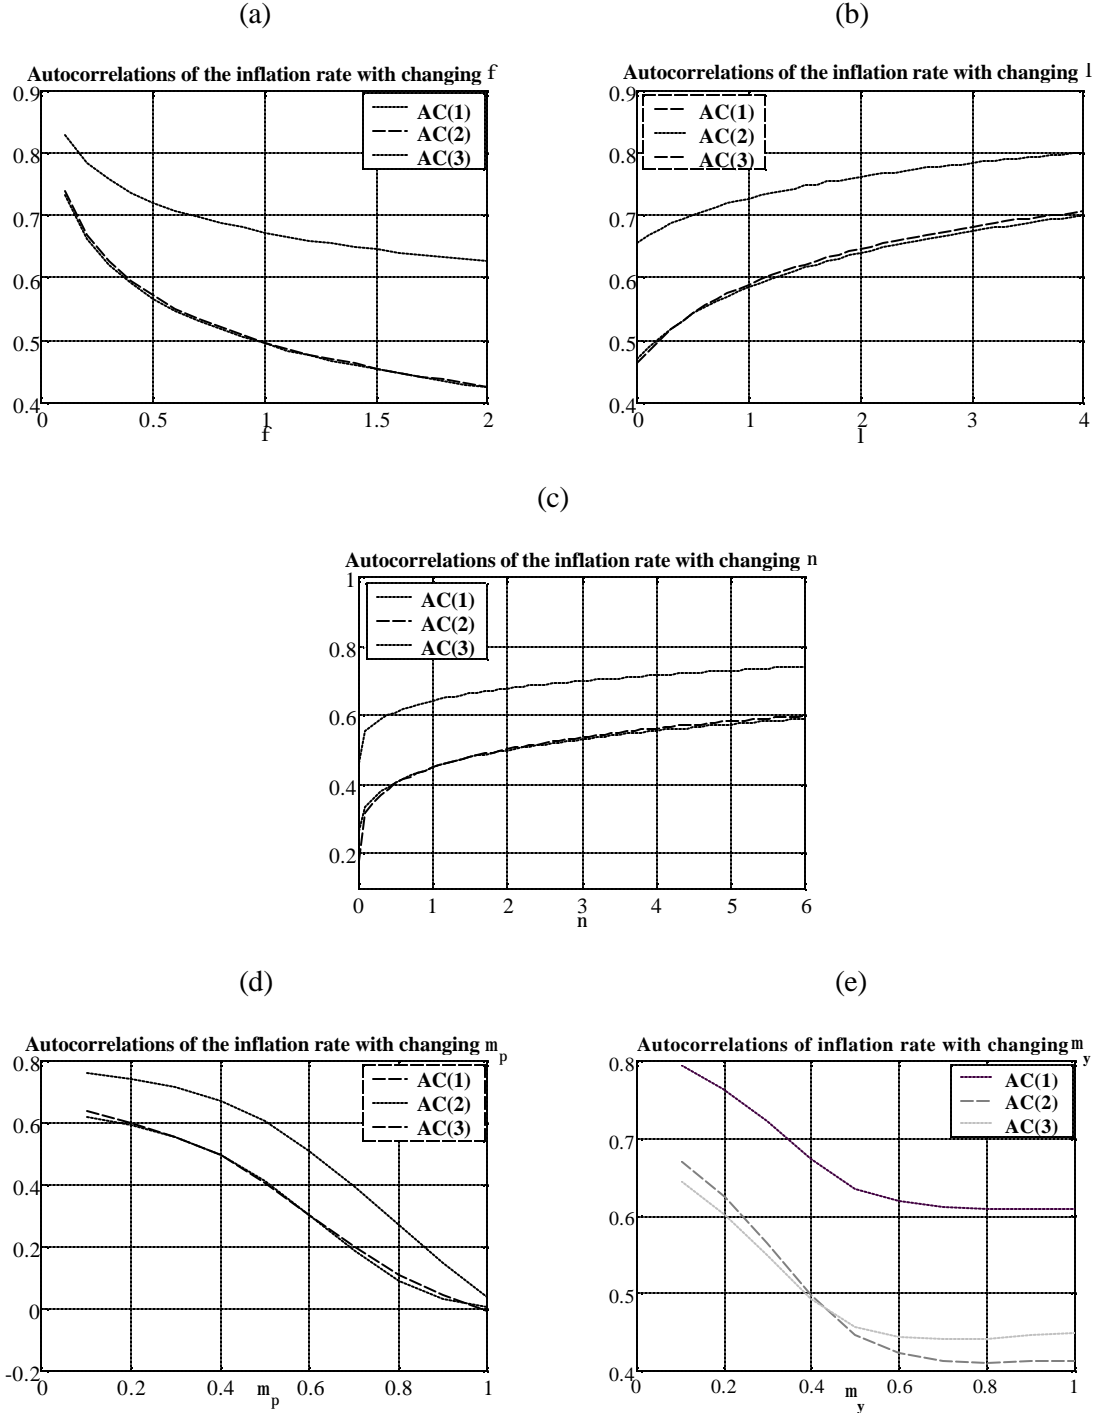 (a)
Autocorrelations of the inflation rate with changing f
0.9
0.8
0.7
0.6
0.5
0.4
AC(1)
AC(2)
AC(3)
0 0.5 1 1.5 2
f
(b)
Autocorrelations of the inflation rate with changing l
0.9
0.8
0.7
0.6
0.5
0.4
AC(1)
AC(2)
AC(3)
0 1 2 3 4
l
(c)
Autocorrelations of the inflation rate with changing n
1
0.8
0.6
0.4
0.2
AC(1)
AC(2)
AC(3)
0 1 2 3 4 5 6
n
(d)
Autocorrelations of the inflation rate with changing m p
0.8
0.6
0.4
0.2
0
-0.2
AC(1)
AC(2)
AC(3)
0 0.2 0.4 0.6 0.8 1
m p
(e)
Autocorrelations of inflation rate with changing m y
0.8
0.7
0.6
0.5
0.4
AC(1)
AC(2)
AC(3)
0 0.2 0.4 0.6 0.8 1
m y